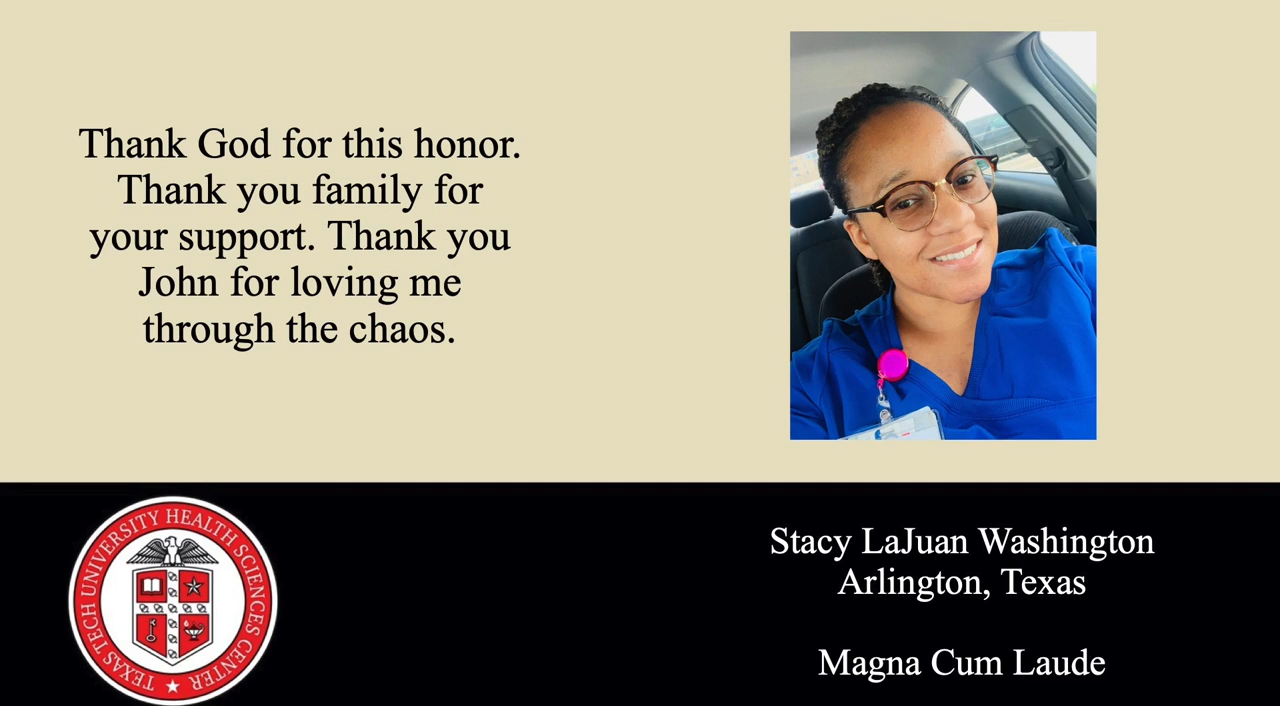 Thank God for this honor.
Thank you family for
your support. Thank you
John for loving me
through the chaos.
TEXAS TECH UNIVERSITY HEALTH SCIENCES CENTER
Stacy LaJuan Washington
Arlington, Texas
Magna Cum Laude